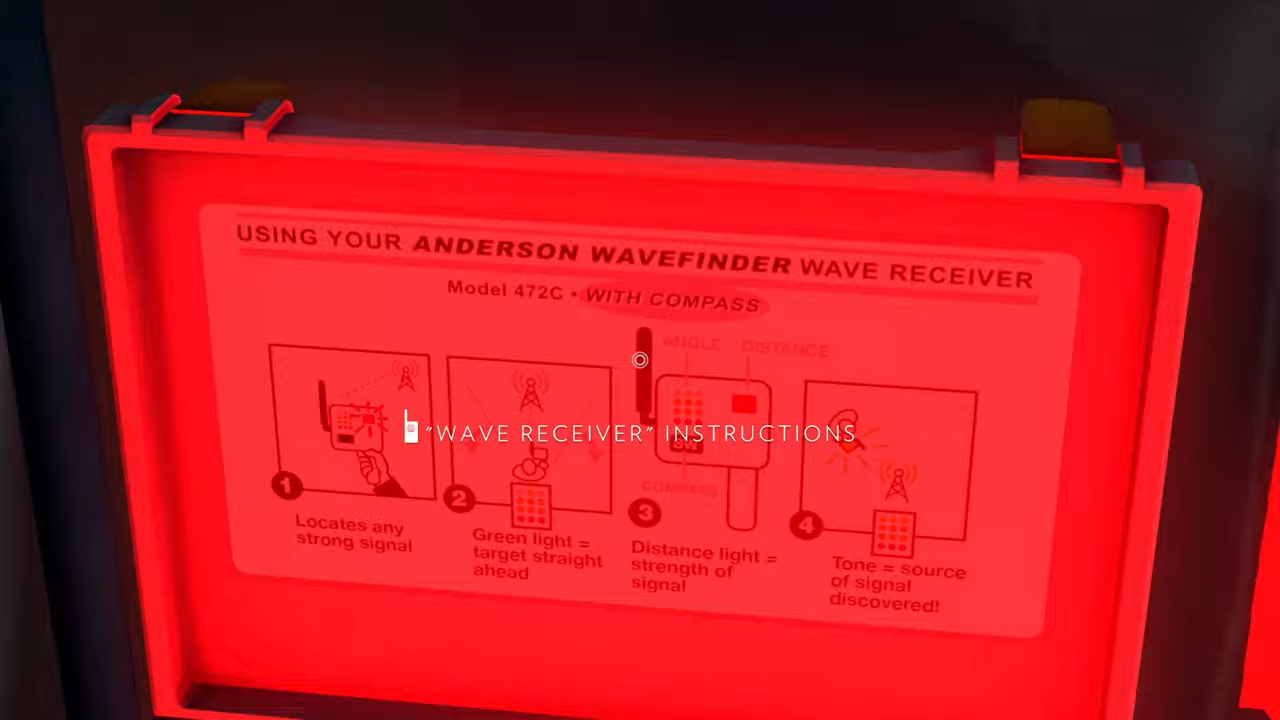 USING YOUR ANDERSON WAVEFINDER WAVE RECEIVER
Model 472C • WITH COMPASS
ANGLE DISTANCE
"WAVE RECEIVER" INSTRUCTIONS
SW
COMPASS
1
Locates any
strong signal
2
Green light =
target straight
ahead
3
Distance light =
strength of
signal
4
Tone = source
of signal
discovered!